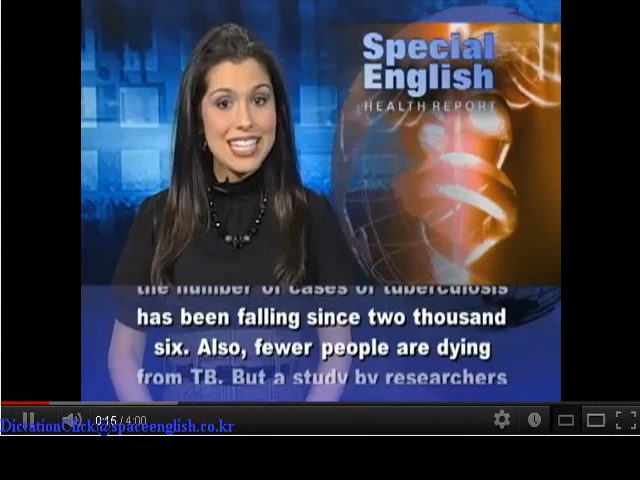 Special
English
HEALTH REPORT
the number of cases of tuberculosis
has been falling since two thousand
six. Also, fewer people are dying
from TB. But a study by researchers
0:15 / 4:00
DictationClick@spaceenglish.co.kr